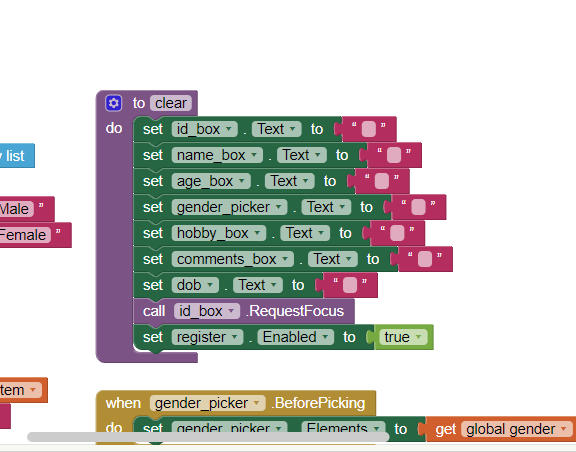 to clear
do set id_box . Text to “ ”
set name_box . Text to “ ”
set age_box . Text to “ ”
list
set gender_picker . Text to “ ”
Male ”
set hobby_box . Text to “ ”
Female ”
set comments_box . Text to “ ”
set dob . Text to “ ”
call id_box .RequestFocus
set register . Enabled to true
tem
when gender_picker .BeforePicking
do set gender_picker . Elements to get global gender